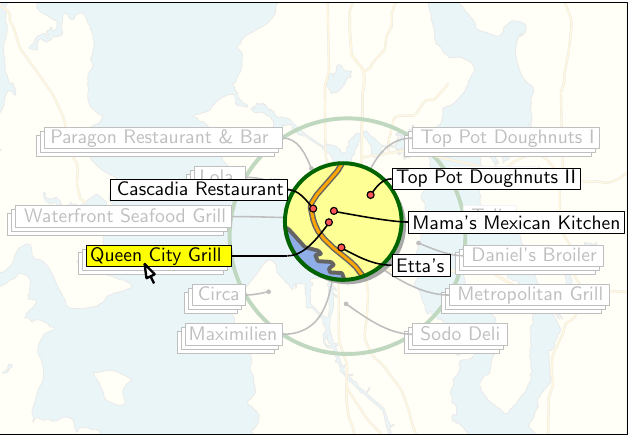 Paragon Restaurant & Bar
Top Pot Doughnuts I
Lola
Top Pot Doughnuts II
Cascadia Restaurant
Waterfront Seafood Grill
Mama's Mexican Kitchen
Queen City Grill
Daniel's Broiler
Etta's
Circa
Metropolitan Grill
Maximilien
Sodo Deli